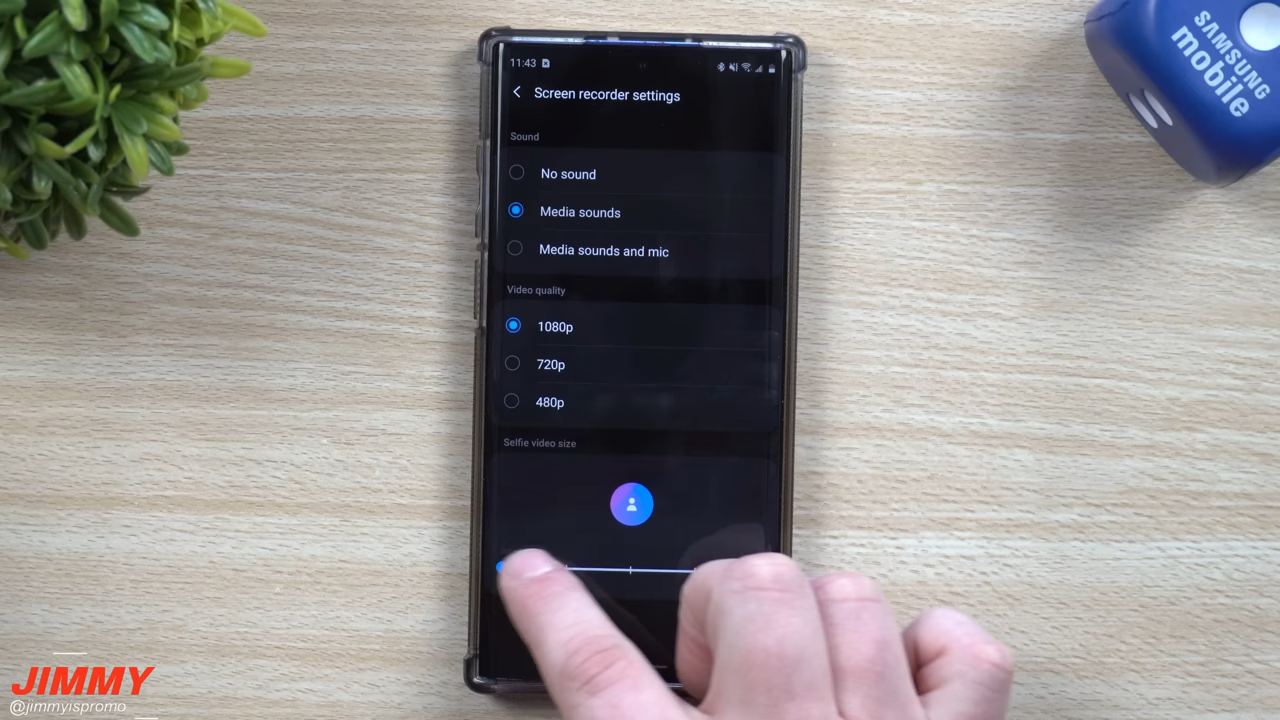 SAMSUNG
mobile
11:43
Screen recorder settings
Sound
No sound
Media sounds
Media sounds and mic
Video quality
1080p
720p
480p
Selfie video size
JIMMY
@jimmyispromo